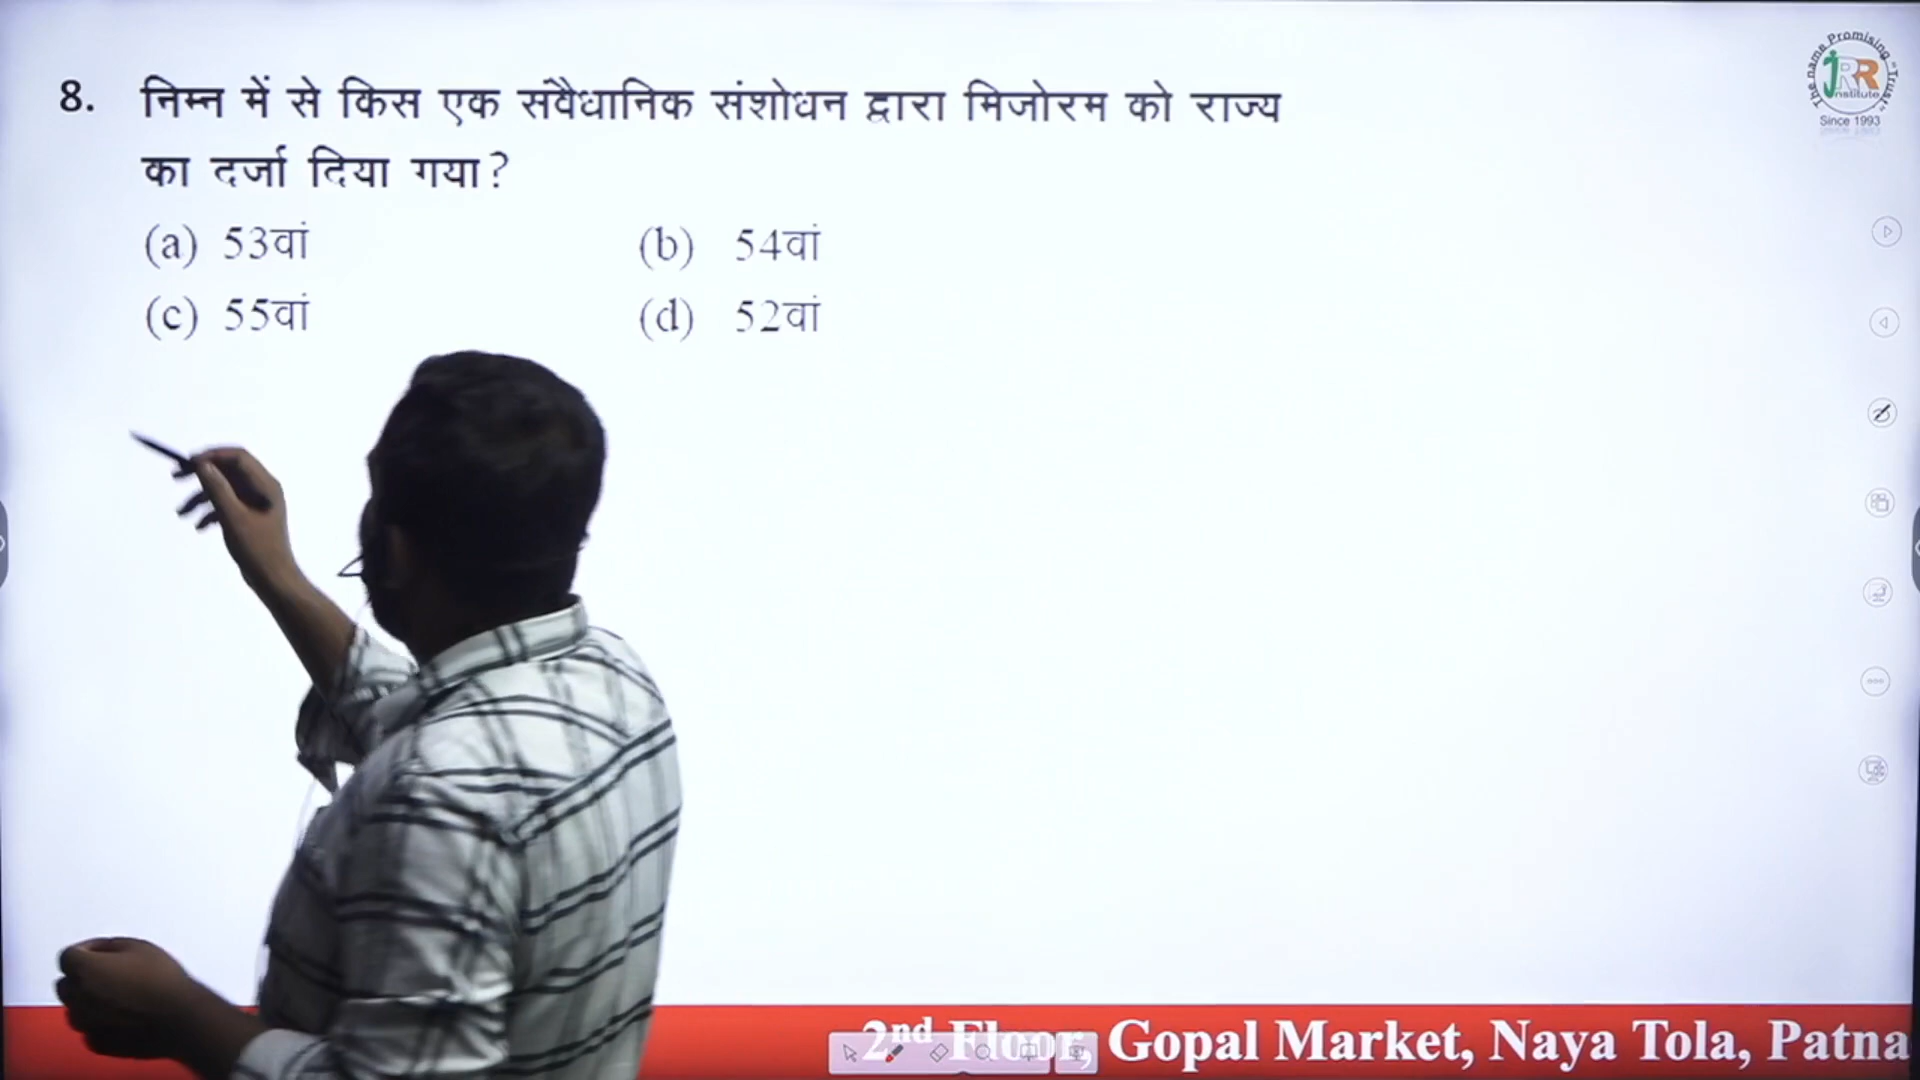 The name Promising "Trust"
JRR
Institute
Since 1993
8. निम्न में से किस एक संवैधानिक संशोधन द्वारा मिजोरम को राज्य
का दर्जा दिया गया?
(a) 53वां (b) 54वां
(c) 55वां (d) 52वां
2nd Floor, Gopal Market, Naya Tola, Patna